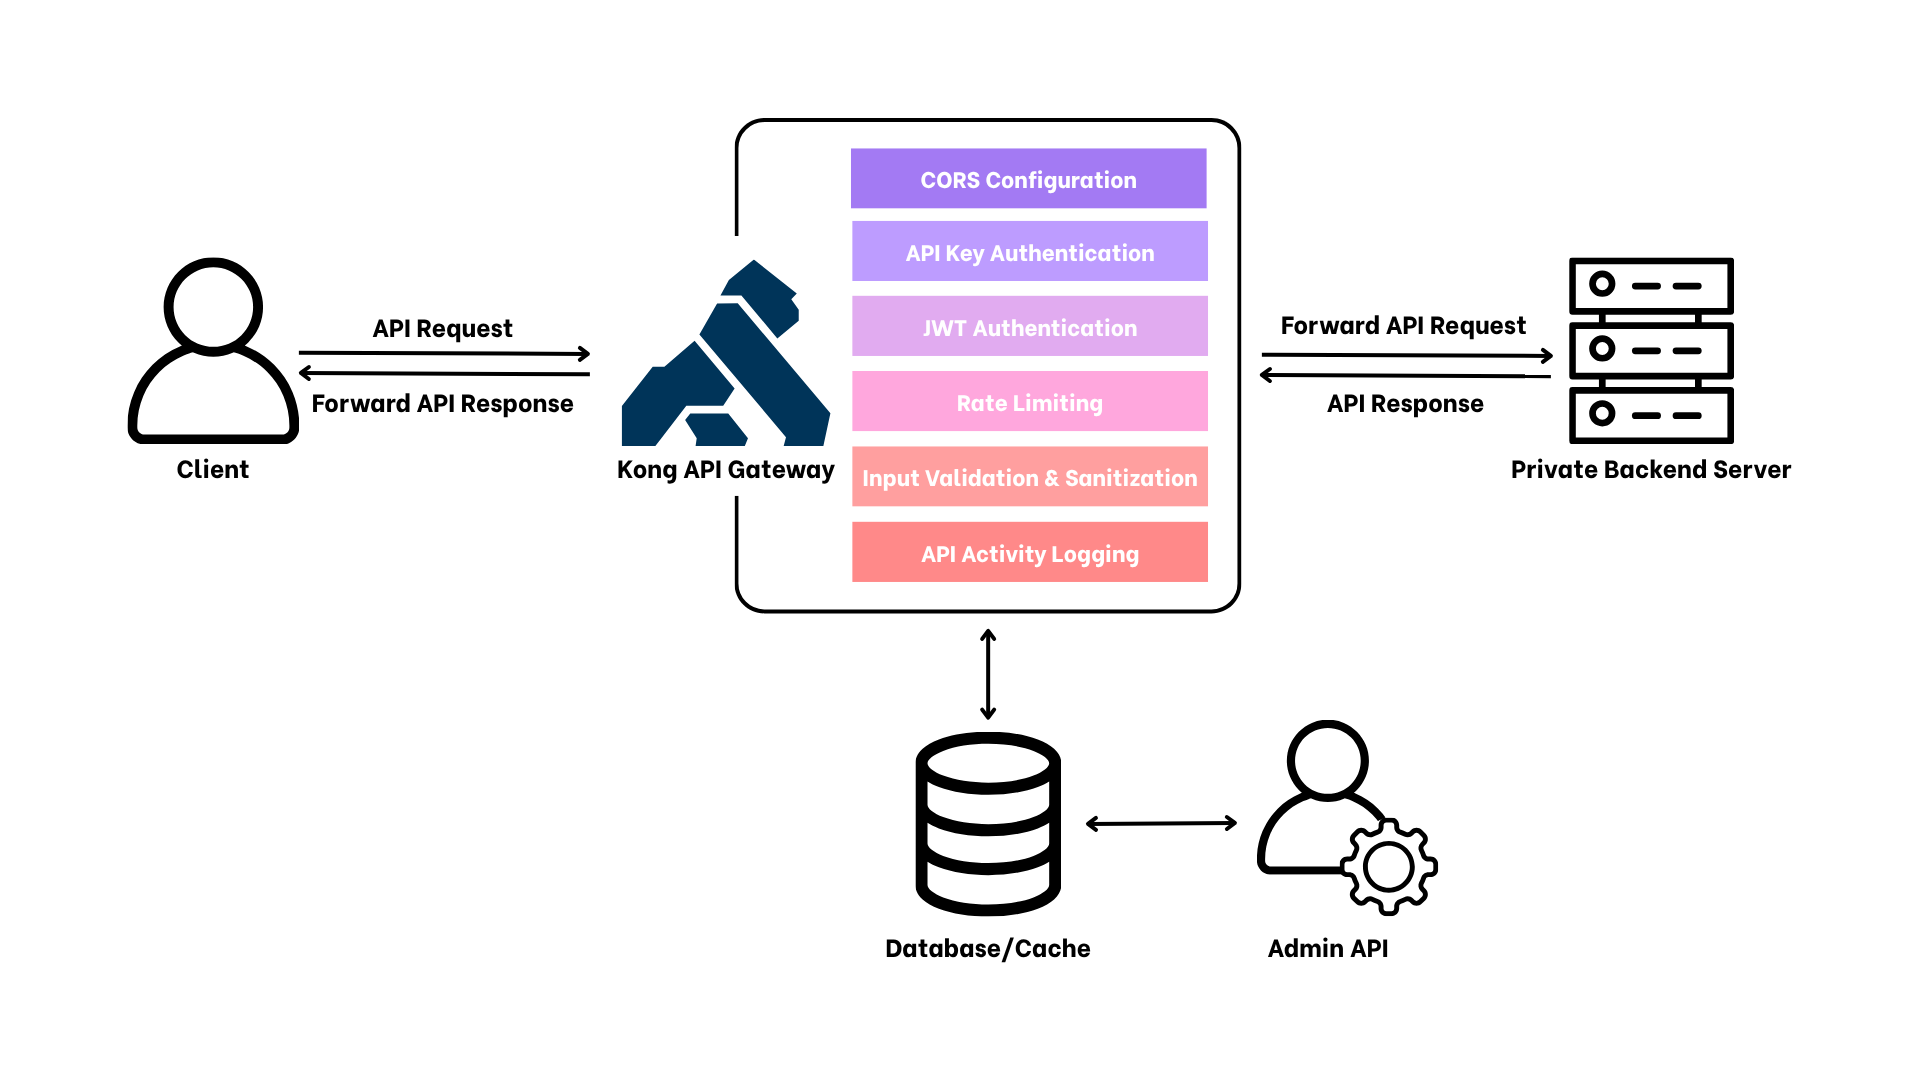 CORS Configuration
API Key Authentication
JWT Authentication
Rate Limiting
Input Validation & Sanitization
API Activity Logging
API Request
Forward API Response
Client
Kong API Gateway
Forward API Request
API Response
Private Backend Server
Database/Cache
Admin API